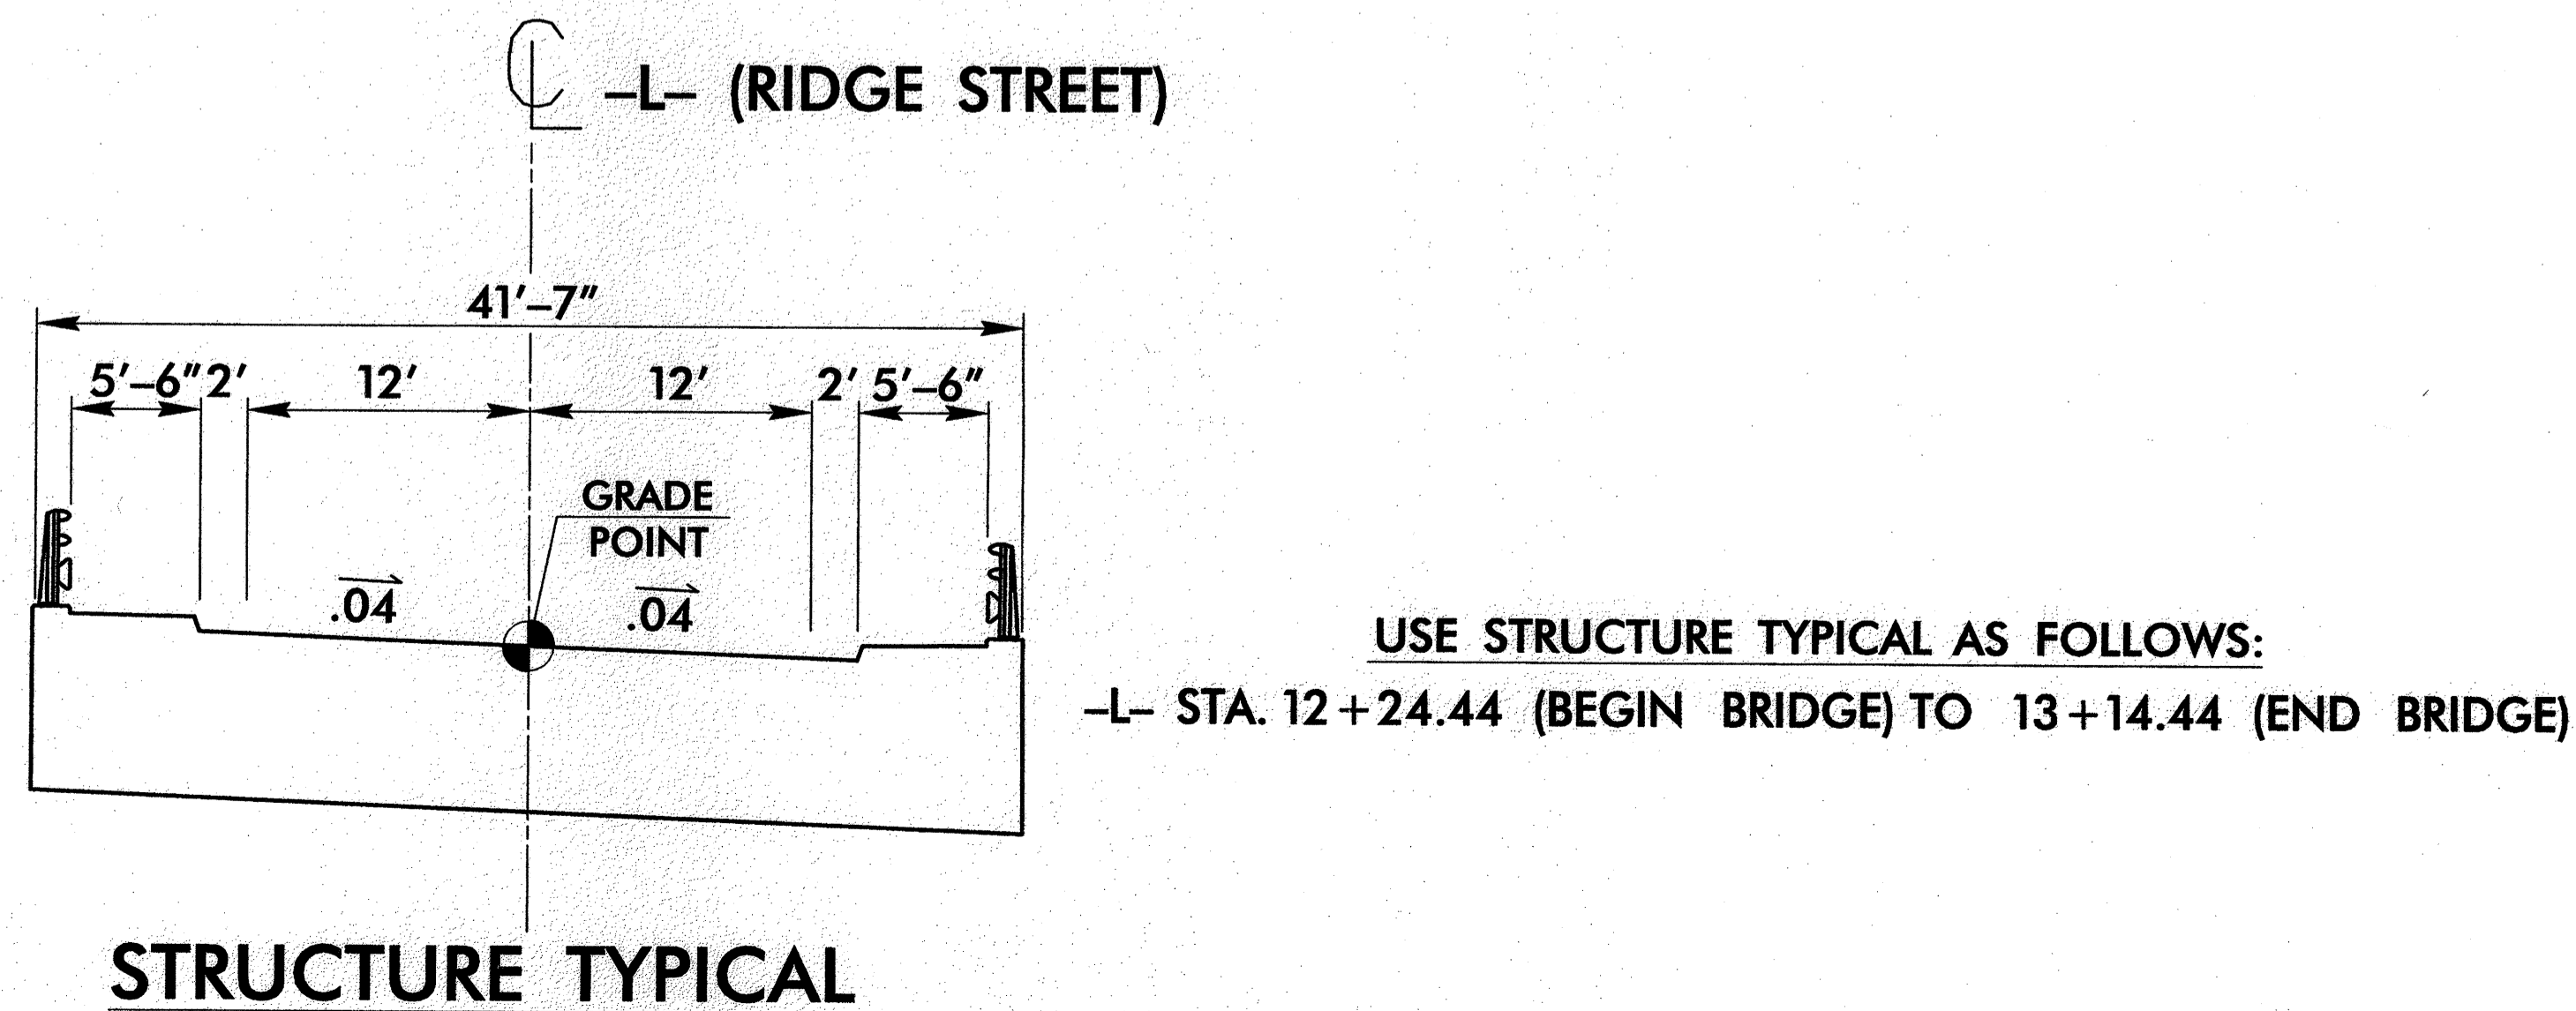 ℄ –L– (RIDGE STREET)
41'–7"
5'–6" 2' 12' 12' 2' 5'–6"
GRADE
POINT
.04 .04
USE STRUCTURE TYPICAL AS FOLLOWS:
–L– STA. 12+24.44 (BEGIN BRIDGE) TO 13+14.44 (END BRIDGE)
STRUCTURE TYPICAL